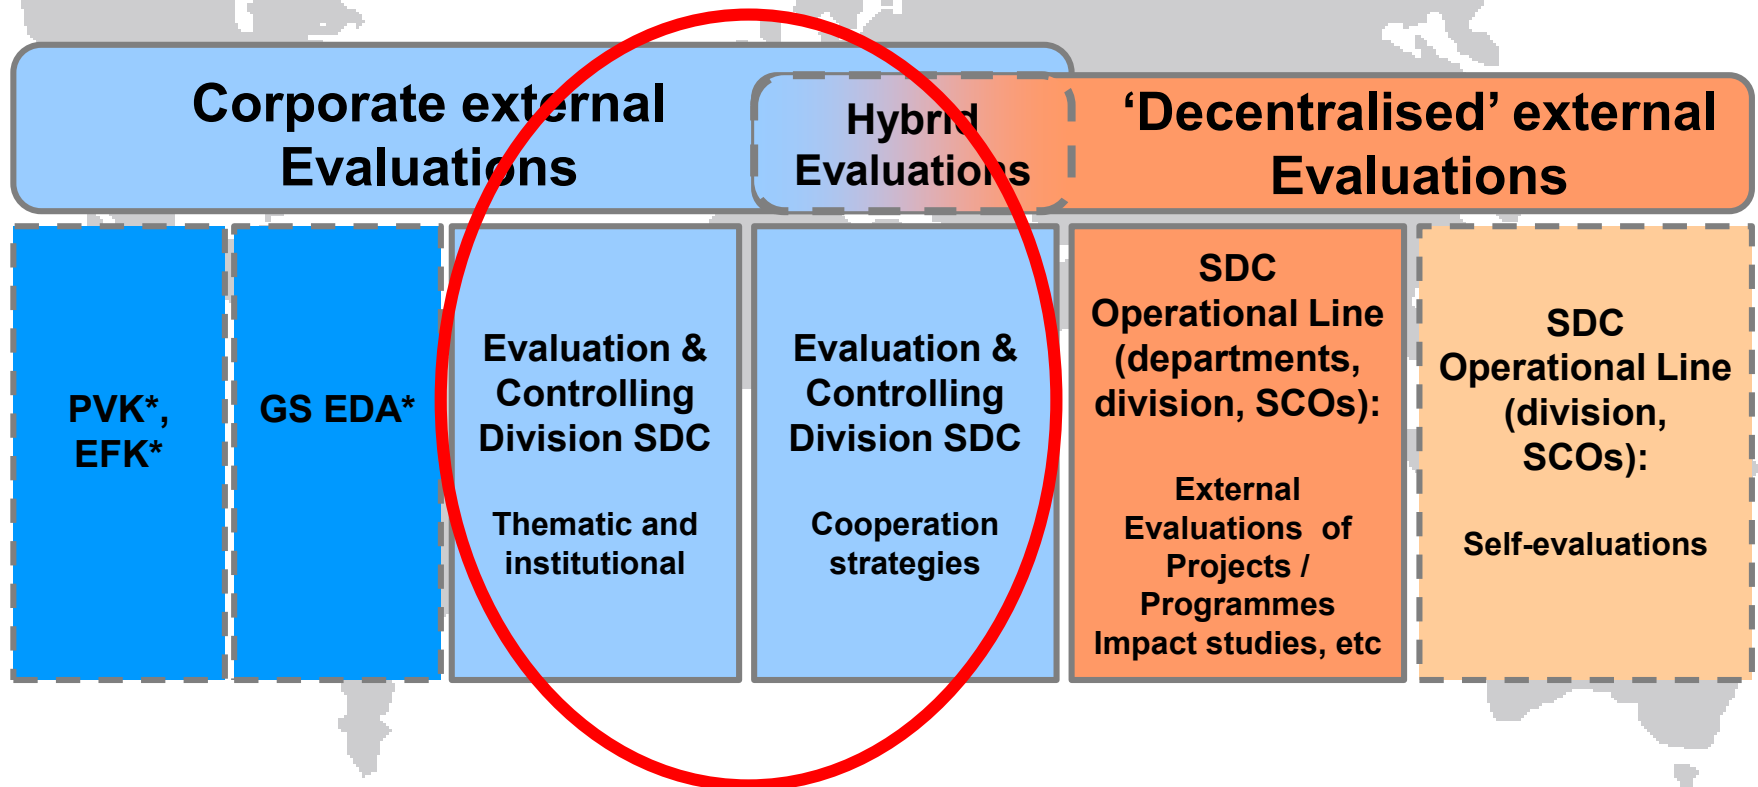 Corporate external
Evaluations
Hybrid
Evaluations
‘Decentralised’ external
Evaluations
PVK*,
EFK*
GS EDA*
Evaluation &
Controlling
Division SDC
Thematic and
institutional
Evaluation &
Controlling
Division SDC
Cooperation
strategies
SDC
Operational Line
(departments,
division, SCOs):
External
Evaluations of
Projects /
Programmes
Impact studies, etc
SDC
Operational Line
(division,
SCOs):
Self-evaluations